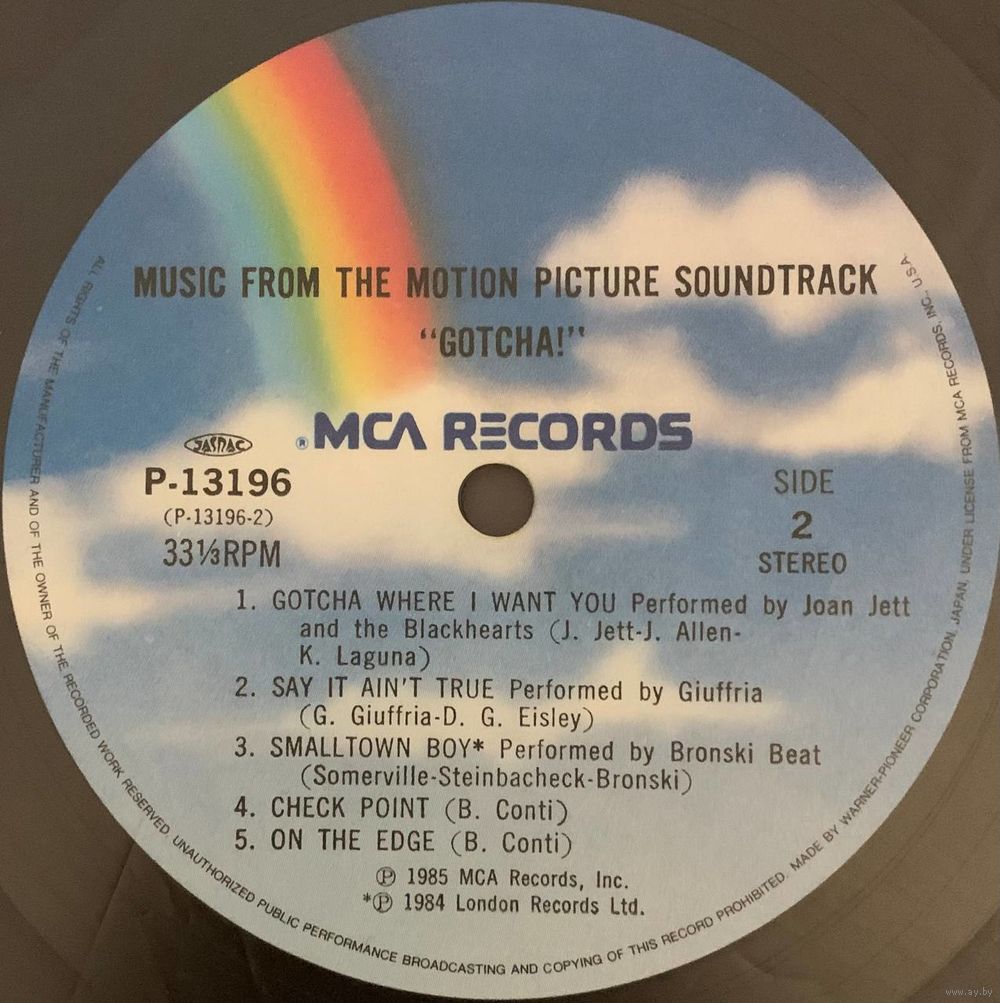 MUSIC FROM THE MOTION PICTURE SOUNDTRACK
“GOTCHA!”
® MCA RECORDS
JASRAC
P-13196
(P-13196-2)
33⅓RPM
SIDE
2
STEREO
1. GOTCHA WHERE I WANT YOU Performed by Joan Jett
and the Blackhearts (J. Jett-J. Allen-
K. Laguna)
2. SAY IT AIN'T TRUE Performed by Giuffria
(G. Giuffria-D. G. Eisley)
3. SMALLTOWN BOY* Performed by Bronski Beat
(Somerville-Steinbacheck-Bronski)
4. CHECK POINT (B. Conti)
5. ON THE EDGE (B. Conti)
℗ 1985 MCA Records, Inc.
*℗ 1984 London Records Ltd.
ALL RIGHTS OF THE MANUFACTURER AND OF THE OWNER OF THE RECORDED WORK RESERVED. UNAUTHORIZED PUBLIC PERFORMANCE BROADCASTING AND COPYING OF THIS RECORD PROHIBITED. MADE BY WARNER-PIONEER CORPORATION, JAPAN, UNDER LICENSE FROM MCA RECORDS, INC., U.S.A.
www.ay.by